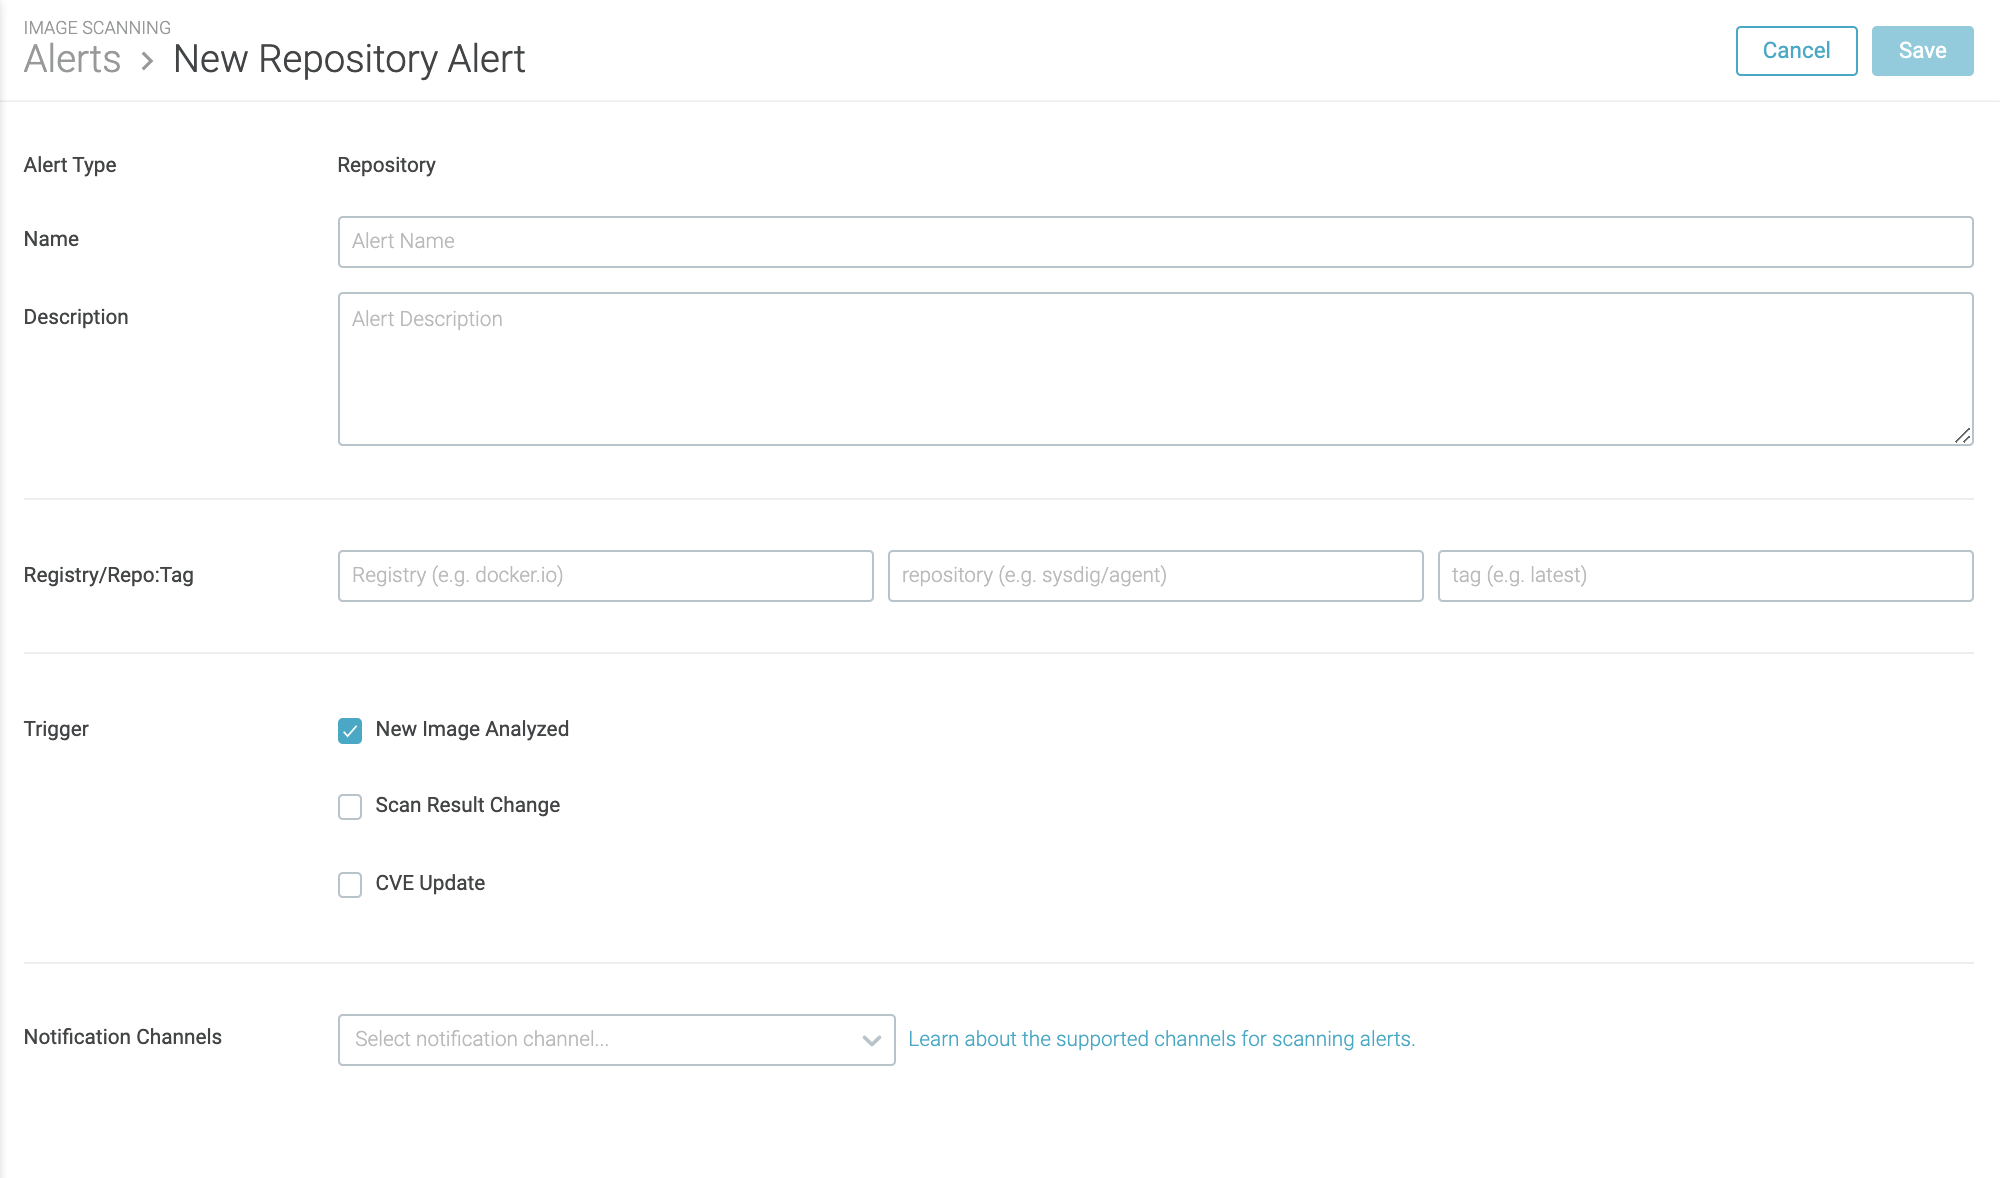 IMAGE SCANNING
Alerts > New Repository Alert
Cancel
Save
Alert Type
Repository
Name
Alert Name
Description
Alert Description
Registry/Repo:Tag
Registry (e.g. docker.io)
repository (e.g. sysdig/agent)
tag (e.g. latest)
Trigger
New Image Analyzed
Scan Result Change
CVE Update
Notification Channels
Select notification channel...
Learn about the supported channels for scanning alerts.